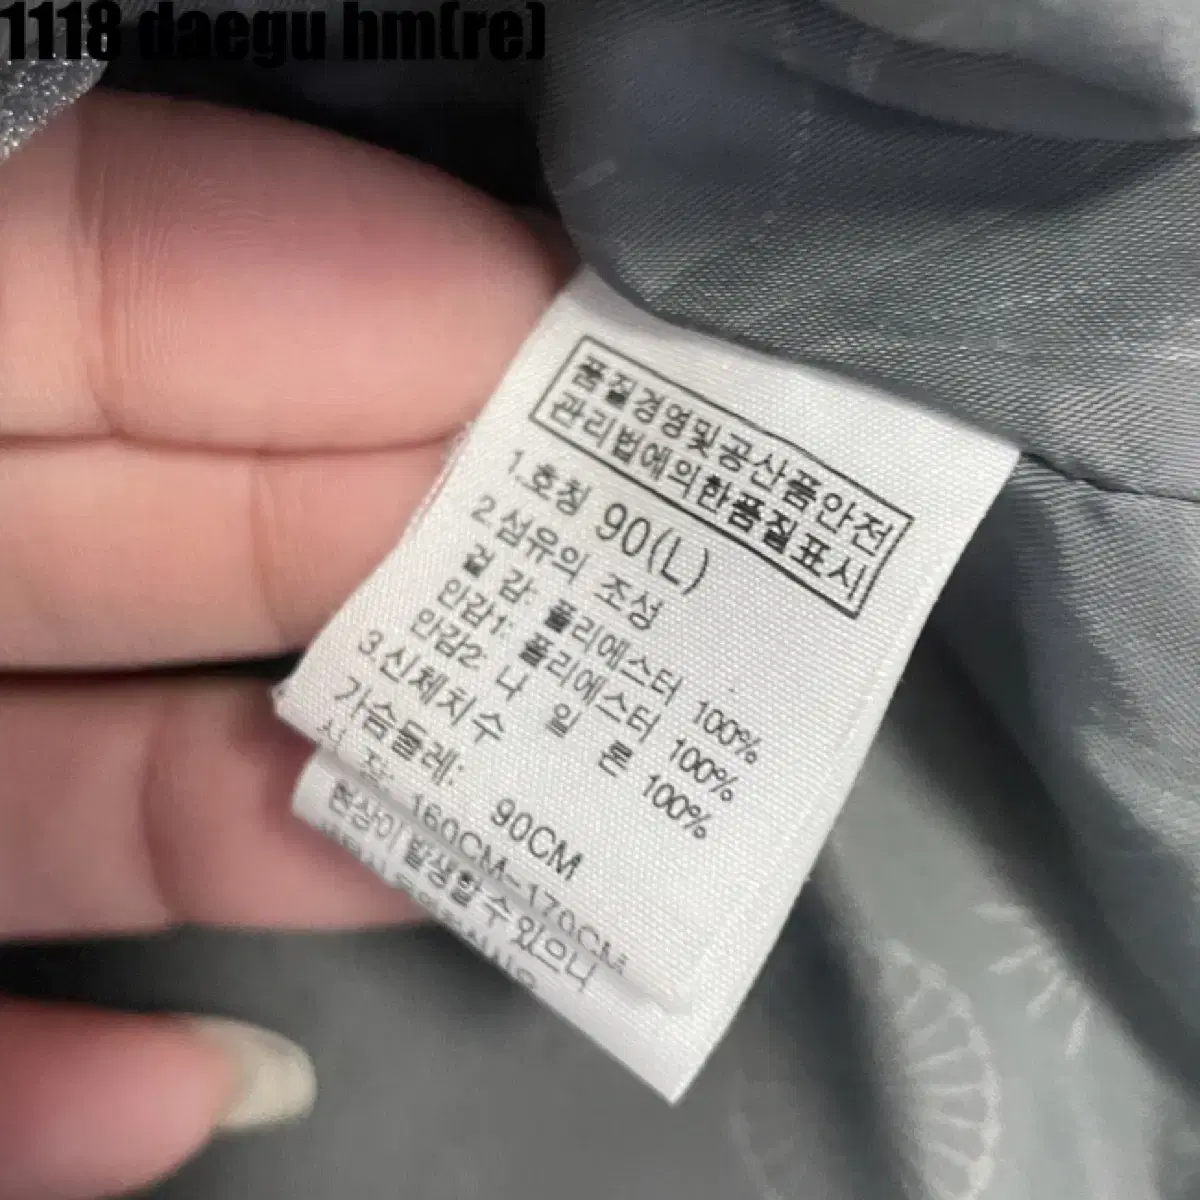 1118 daegu hm(re)
품질경영및공산품안전
관리법에의한품질표시
1.호칭 90(L)
2.섬유의 조성
겉 감: 폴리에스터 100%
안감1: 폴리에스터 100%
안감2: 나 일 론 100%
3.신체치수
가슴둘레: 90CM
신 장: 160CM~170CM
현상이 발생할 수 있으니